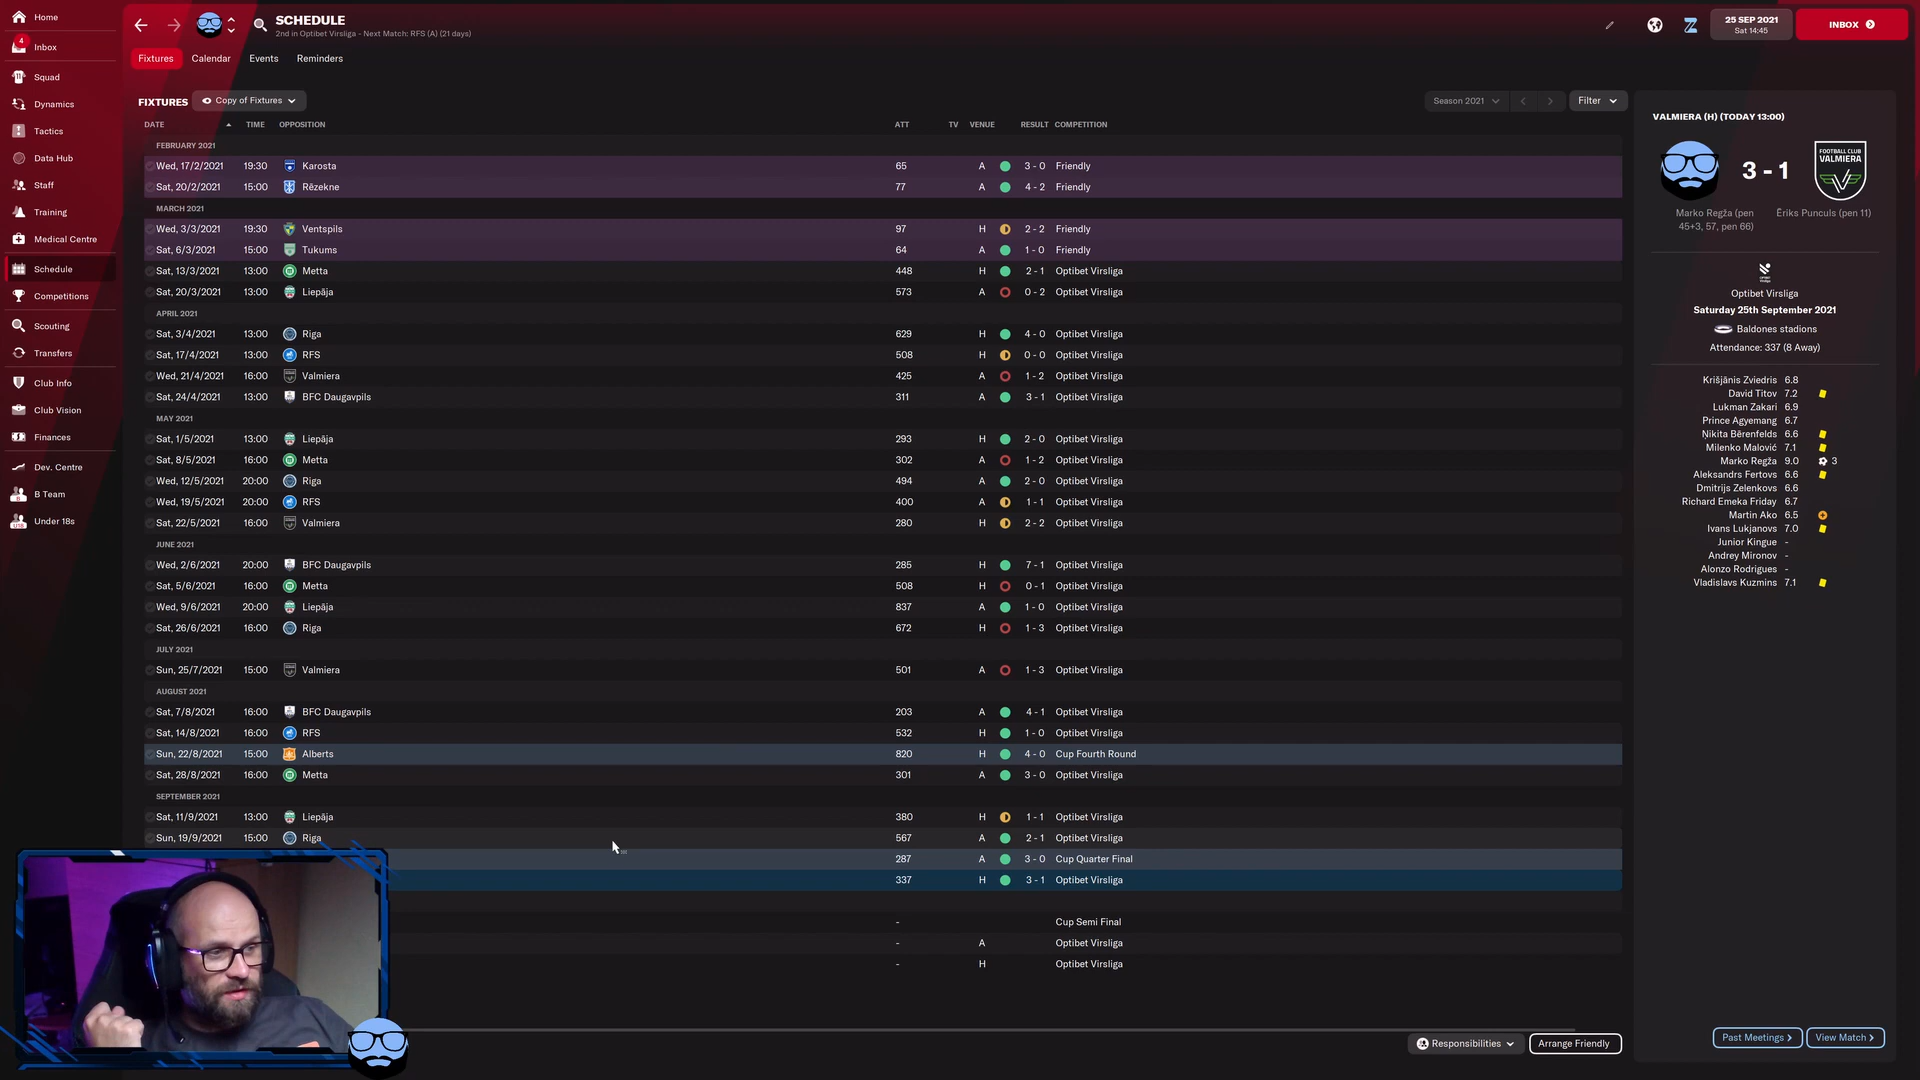 Home
4
Inbox
Squad
Dynamics
Tactics
Data Hub
Staff
Training
Medical Centre
Schedule
Competitions
Scouting
Transfers
Club Info
Club Vision
Finances
Dev. Centre
B Team
Under 18s
SCHEDULE
2nd in Optibet Virsliga - Next Match: RFS (A) (21 days)
25 SEP 2021
Sat 14:45
INBOX
Fixtures Calendar Events Reminders
FIXTURES Copy of Fixtures Season 2021 Filter
DATE TIME OPPOSITION ATT TV VENUE RESULT COMPETITION
FEBRUARY 2021
Wed, 17/2/2021 19:30 Karosta 65 A 3 - 0 Friendly
Sat, 20/2/2021 15:00 Rēzekne 77 A 4 - 2 Friendly
MARCH 2021
Wed, 3/3/2021 19:30 Ventspils 97 H 2 - 2 Friendly
Sat, 6/3/2021 15:00 Tukums 64 A 1 - 0 Friendly
Sat, 13/3/2021 13:00 Metta 448 H 2 - 1 Optibet Virsliga
Sat, 20/3/2021 13:00 Liepāja 573 A 0 - 2 Optibet Virsliga
APRIL 2021
Sat, 3/4/2021 13:00 Riga 629 H 4 - 0 Optibet Virsliga
Sat, 17/4/2021 13:00 RFS 508 H 0 - 0 Optibet Virsliga
Wed, 21/4/2021 16:00 Valmiera 425 A 1 - 2 Optibet Virsliga
Sat, 24/4/2021 13:00 BFC Daugavpils 311 A 3 - 1 Optibet Virsliga
MAY 2021
Sat, 1/5/2021 13:00 Liepāja 293 H 2 - 0 Optibet Virsliga
Sat, 8/5/2021 16:00 Metta 302 A 1 - 2 Optibet Virsliga
Wed, 12/5/2021 20:00 Riga 494 A 2 - 0 Optibet Virsliga
Wed, 19/5/2021 20:00 RFS 400 A 1 - 1 Optibet Virsliga
Sat, 22/5/2021 16:00 Valmiera 280 H 2 - 2 Optibet Virsliga
JUNE 2021
Wed, 2/6/2021 20:00 BFC Daugavpils 285 H 7 - 1 Optibet Virsliga
Sat, 5/6/2021 16:00 Metta 508 H 0 - 1 Optibet Virsliga
Wed, 9/6/2021 20:00 Liepāja 837 A 1 - 0 Optibet Virsliga
Sat, 26/6/2021 16:00 Riga 672 H 1 - 3 Optibet Virsliga
JULY 2021
Sun, 25/7/2021 15:00 Valmiera 501 A 1 - 3 Optibet Virsliga
AUGUST 2021
Sat, 7/8/2021 16:00 BFC Daugavpils 203 A 4 - 1 Optibet Virsliga
Sat, 14/8/2021 16:00 RFS 532 H 1 - 0 Optibet Virsliga
Sun, 22/8/2021 15:00 Alberts 820 H 4 - 0 Cup Fourth Round
Sat, 28/8/2021 16:00 Metta 301 A 3 - 0 Optibet Virsliga
SEPTEMBER 2021
Sat, 11/9/2021 13:00 Liepāja 380 H 1 - 1 Optibet Virsliga
Sun, 19/9/2021 15:00 Riga 567 A 2 - 1 Optibet Virsliga
287 A 3 - 0 Cup Quarter Final
337 H 3 - 1 Optibet Virsliga
- Cup Semi Final
- A Optibet Virsliga
- H Optibet Virsliga
Responsibilities Arrange Friendly
VALMIERA (H) (TODAY 13:00)
3 - 1
FOOTBALL CLUB
VALMIERA
Marko Regža (pen
45+3, 57, pen 66)
Ēriks Punculs (pen 11)
Optibet Virsliga
Saturday 25th September 2021
Baldones stadions
Attendance: 337 (8 Away)
Krišjānis Zviedris 6.8
David Titov 7.2
Lukman Zakari 6.9
Prince Agyemang 6.7
Ņikita Bērenfelds 6.6
Milenko Malović 7.1
Marko Regža 9.0 3
Aleksandrs Fertovs 6.6
Dmitrijs Zelenkovs 6.6
Richard Emeka Friday 6.7
Martin Ako 6.5
Ivans Lukjanovs 7.0
Junior Kingue -
Andrey Mironov -
Alonzo Rodrigues -
Vladislavs Kuzmins 7.1
Past Meetings View Match